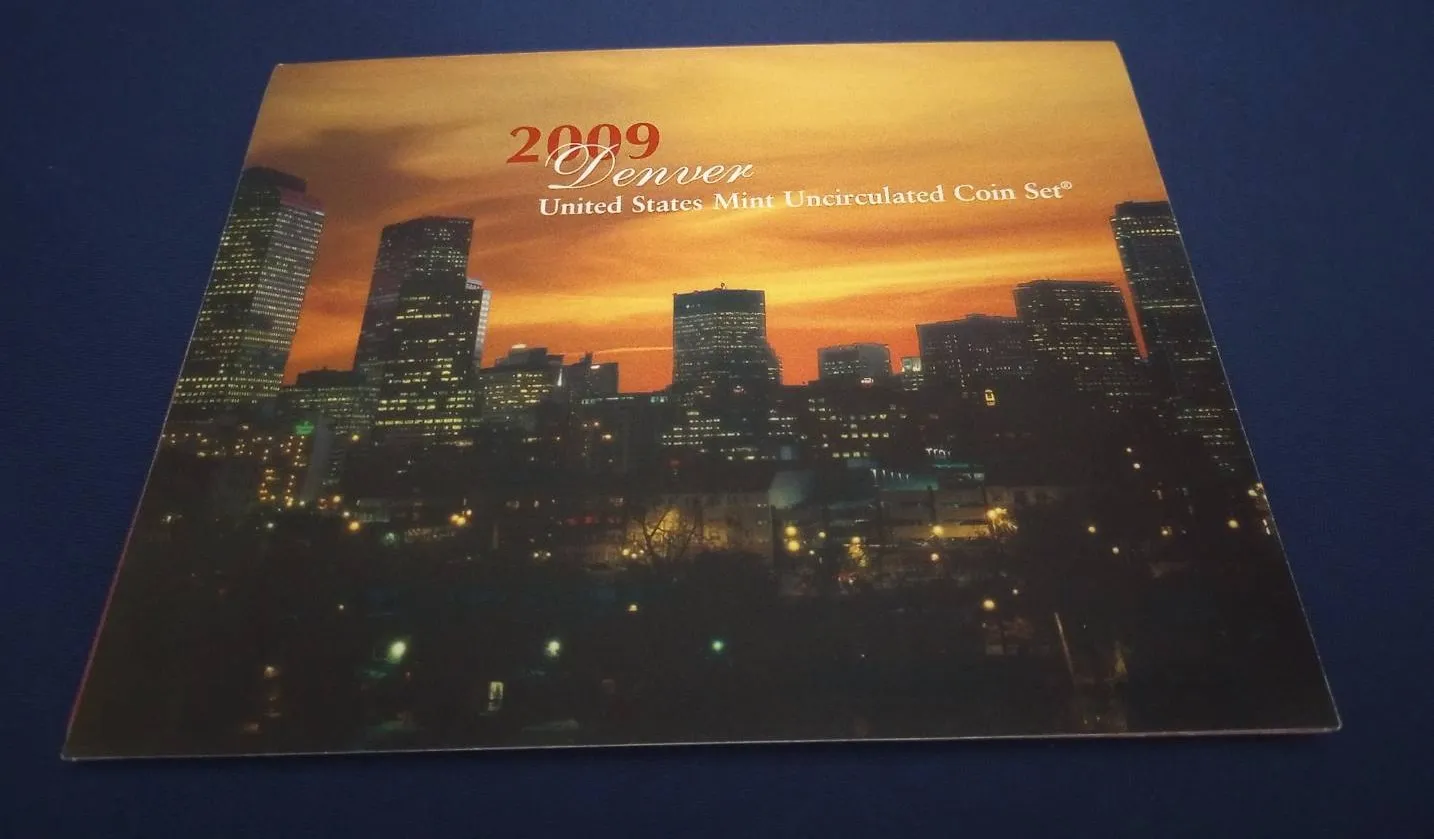 2009
Denver
United States Mint Uncirculated Coin Set®